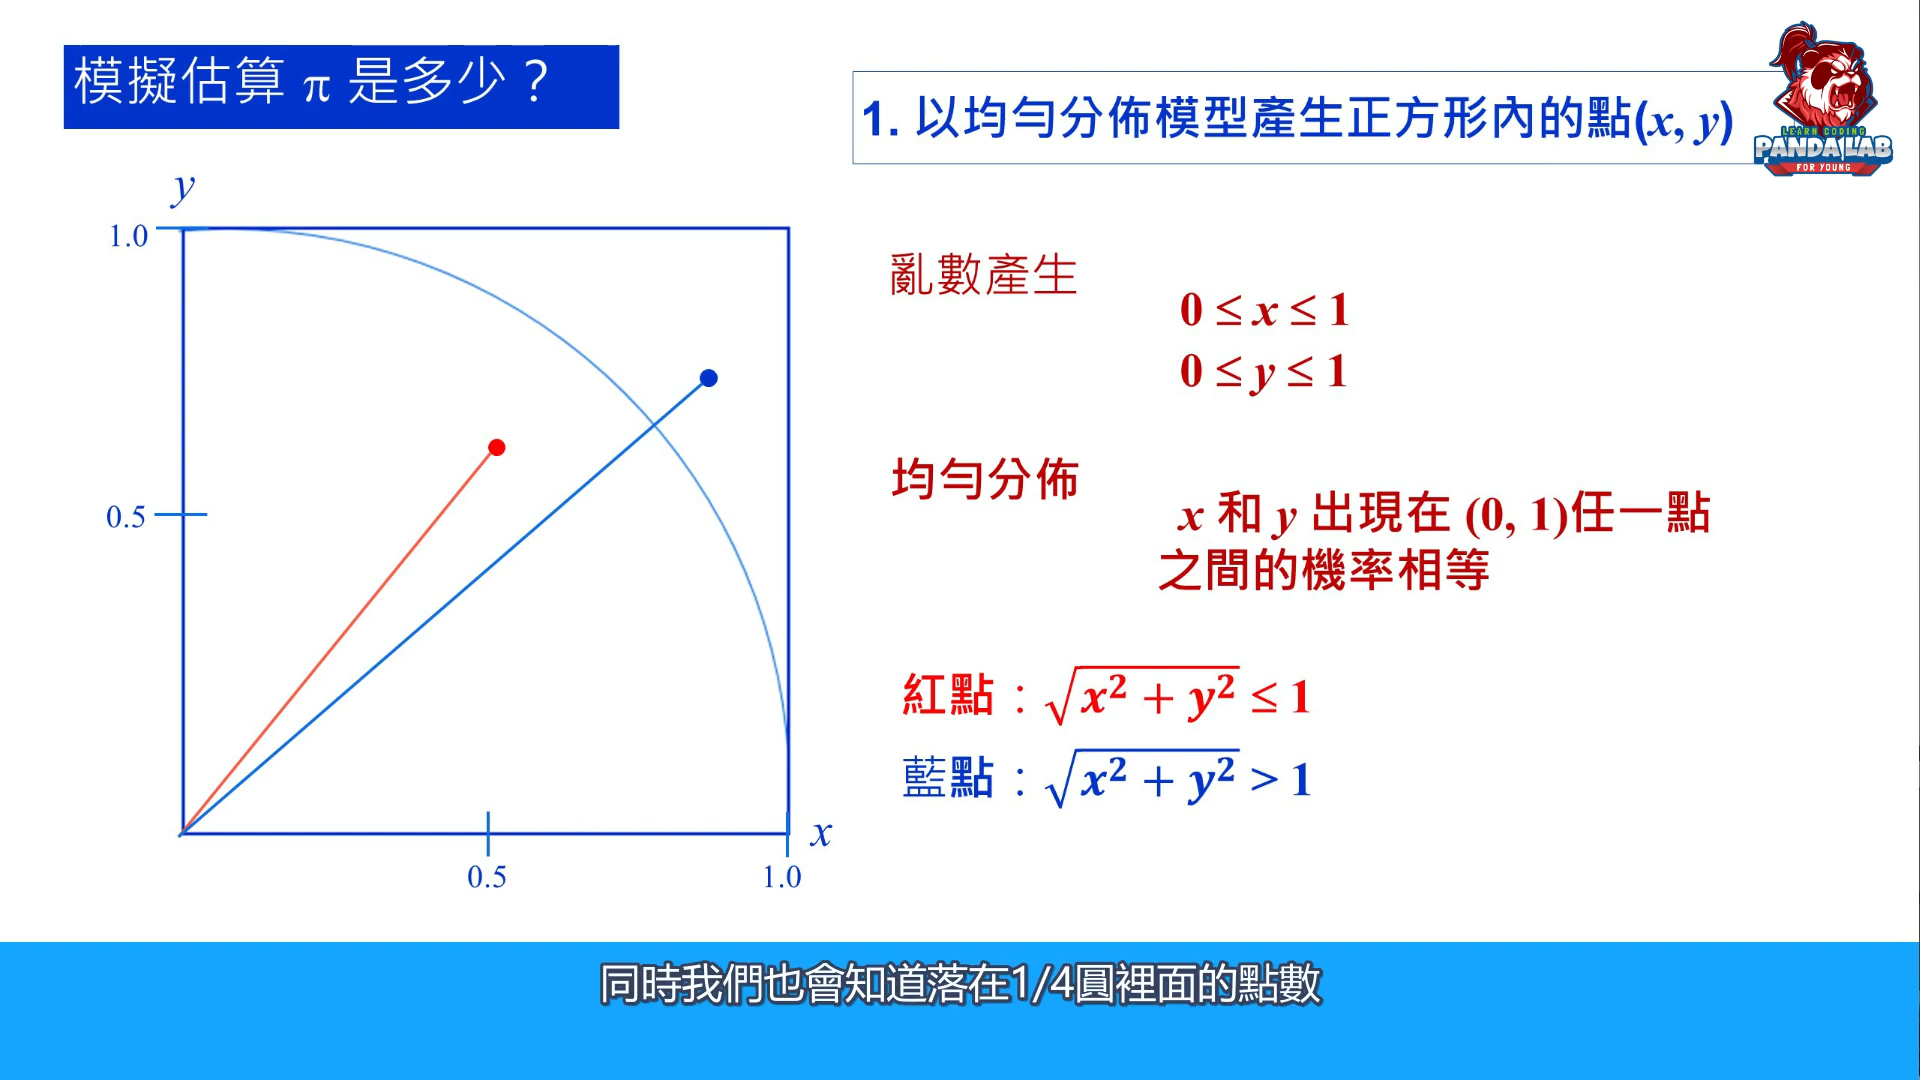 模擬估算 π 是多少？
1. 以均勻分佈模型產生正方形內的點(x, y)
LEARN CODING
PANDA LAB
FOR YOUNG
y
1.0
0.5
0.5
1.0
x
亂數產生
0 ≤ x ≤ 1
0 ≤ y ≤ 1
均勻分佈
x 和 y 出現在 (0, 1)任一點
之間的機率相等
紅點：√(x² + y²) ≤ 1
藍點：√(x² + y²) > 1
同時我們也會知道落在1/4圓裡面的點數